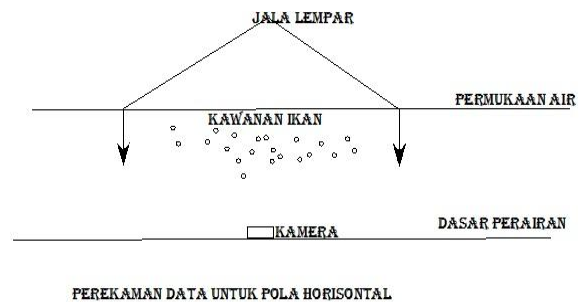 JALA LEMPAR
PERMUKAAN AIR
KAWANAN IKAN
DASAR PERAIRAN
KAMERA
PEREKAMAN DATA UNTUK POLA HORISONTAL